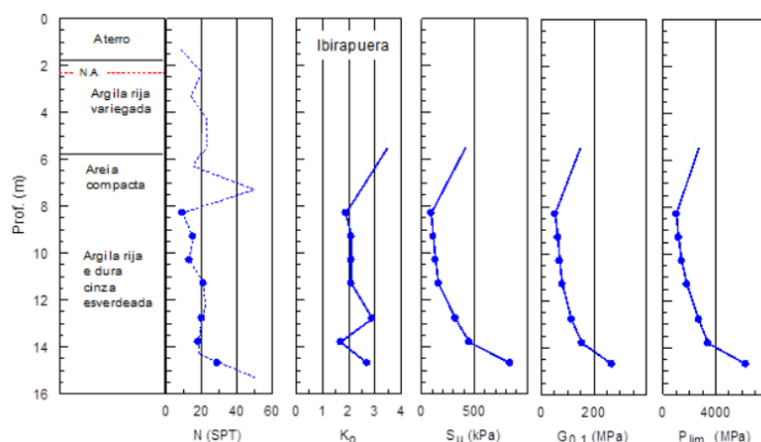 0
2
4
6
8
10
12
14
16
Prof. (m)
Aterro
N.A.
Argila rija
variegada
Areia
compacta
Argila rija
e dura
cinza
esverdeada
0 20 40 60
N (SPT)
Ibirapuera
0 1 2 3 4
K0
0 500
Su (kPa)
0 200
G0.1 (MPa)
0 4000
Plim (MPa)